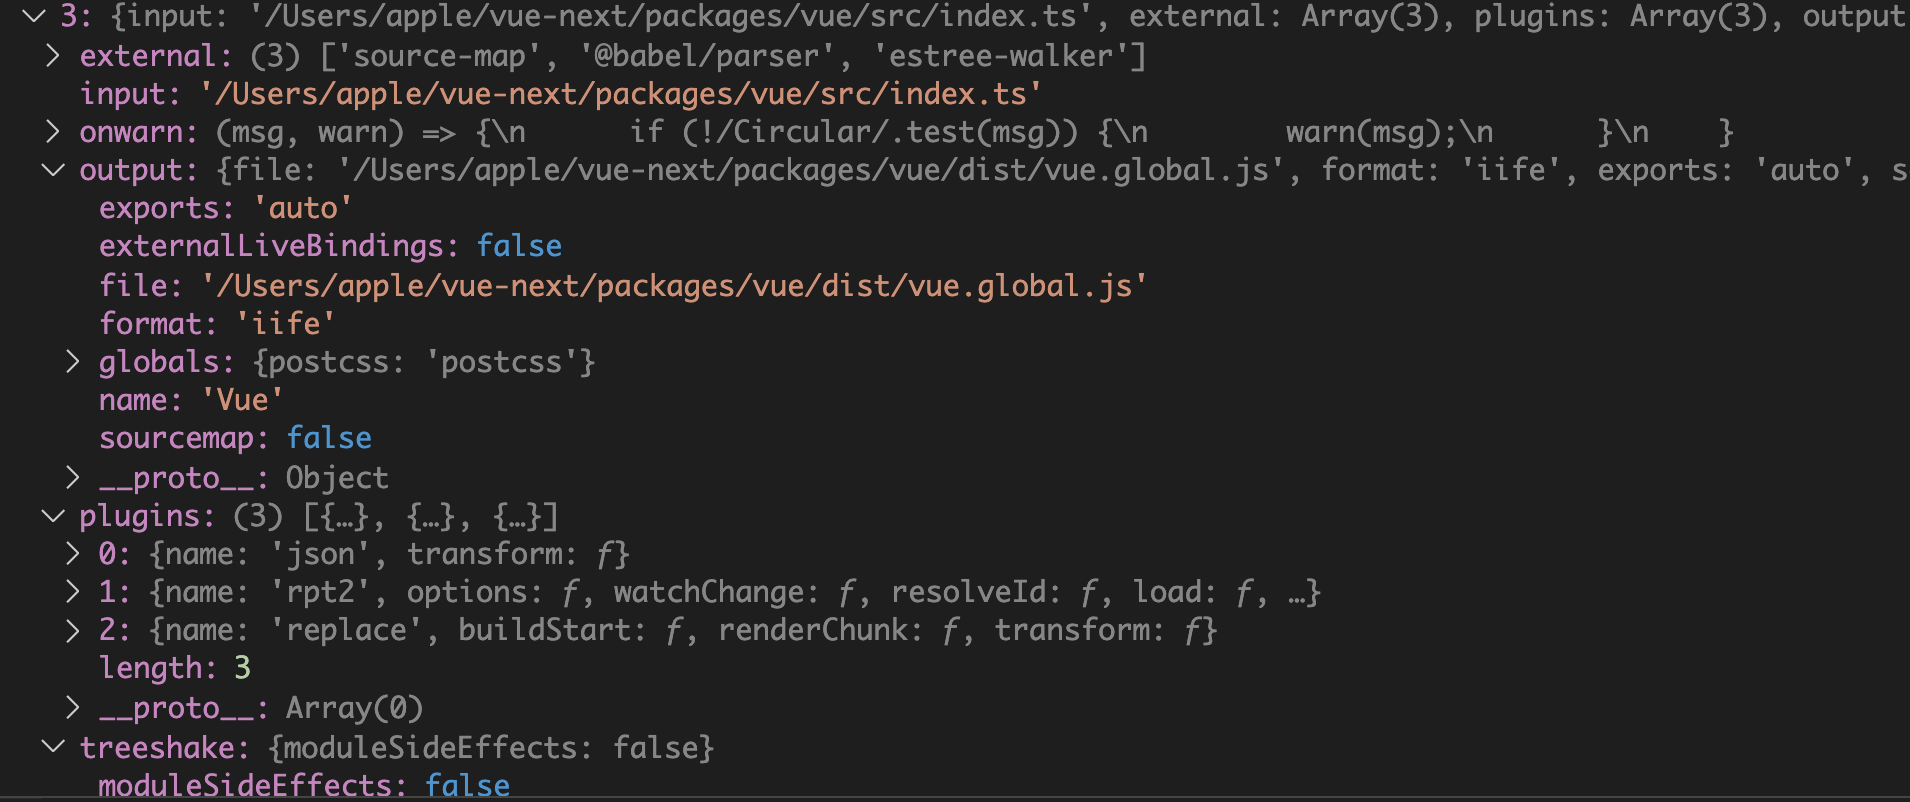 3: {input: '/Users/apple/vue-next/packages/vue/src/index.ts', external: Array(3), plugins: Array(3), output
external: (3) ['source-map', '@babel/parser', 'estree-walker']
input: '/Users/apple/vue-next/packages/vue/src/index.ts'
onwarn: (msg, warn) => {\n      if (!/Circular/.test(msg)) {\n        warn(msg);\n      }\n    }
output: {file: '/Users/apple/vue-next/packages/vue/dist/vue.global.js', format: 'iife', exports: 'auto', s
exports: 'auto'
externalLiveBindings: false
file: '/Users/apple/vue-next/packages/vue/dist/vue.global.js'
format: 'iife'
globals: {postcss: 'postcss'}
name: 'Vue'
sourcemap: false
__proto__: Object
plugins: (3) [{…}, {…}, {…}]
0: {name: 'json', transform: ƒ}
1: {name: 'rpt2', options: ƒ, watchChange: ƒ, resolveId: ƒ, load: ƒ, …}
2: {name: 'replace', buildStart: ƒ, renderChunk: ƒ, transform: ƒ}
length: 3
__proto__: Array(0)
treeshake: {moduleSideEffects: false}
moduleSideEffects: false